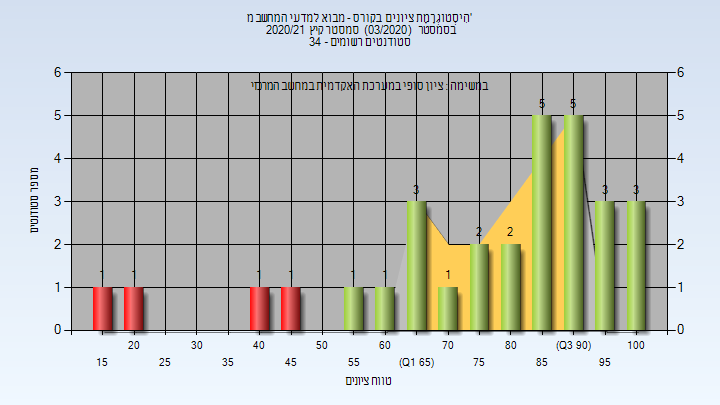 'היסטוגרמת ציונים בקורס - מבוא למדעי המחשב מ
בסמסטר (03/2020) סמסטר קיץ 2020/21
סטודנטים רשומים - 34
במשימה : ציון סופי במערכת האקדמית במחשב המרכזי
מספר סטודנטים
6 6
5 5
4 4
3 3
2 2
1 1
0 0
1 1 1 1 1 1 3 1 2 2 5 5 3 3
20 30 40 50 60 70 80 (Q3 90) 100
15 25 35 45 55 (Q1 65) 75 85 95
טווח ציונים